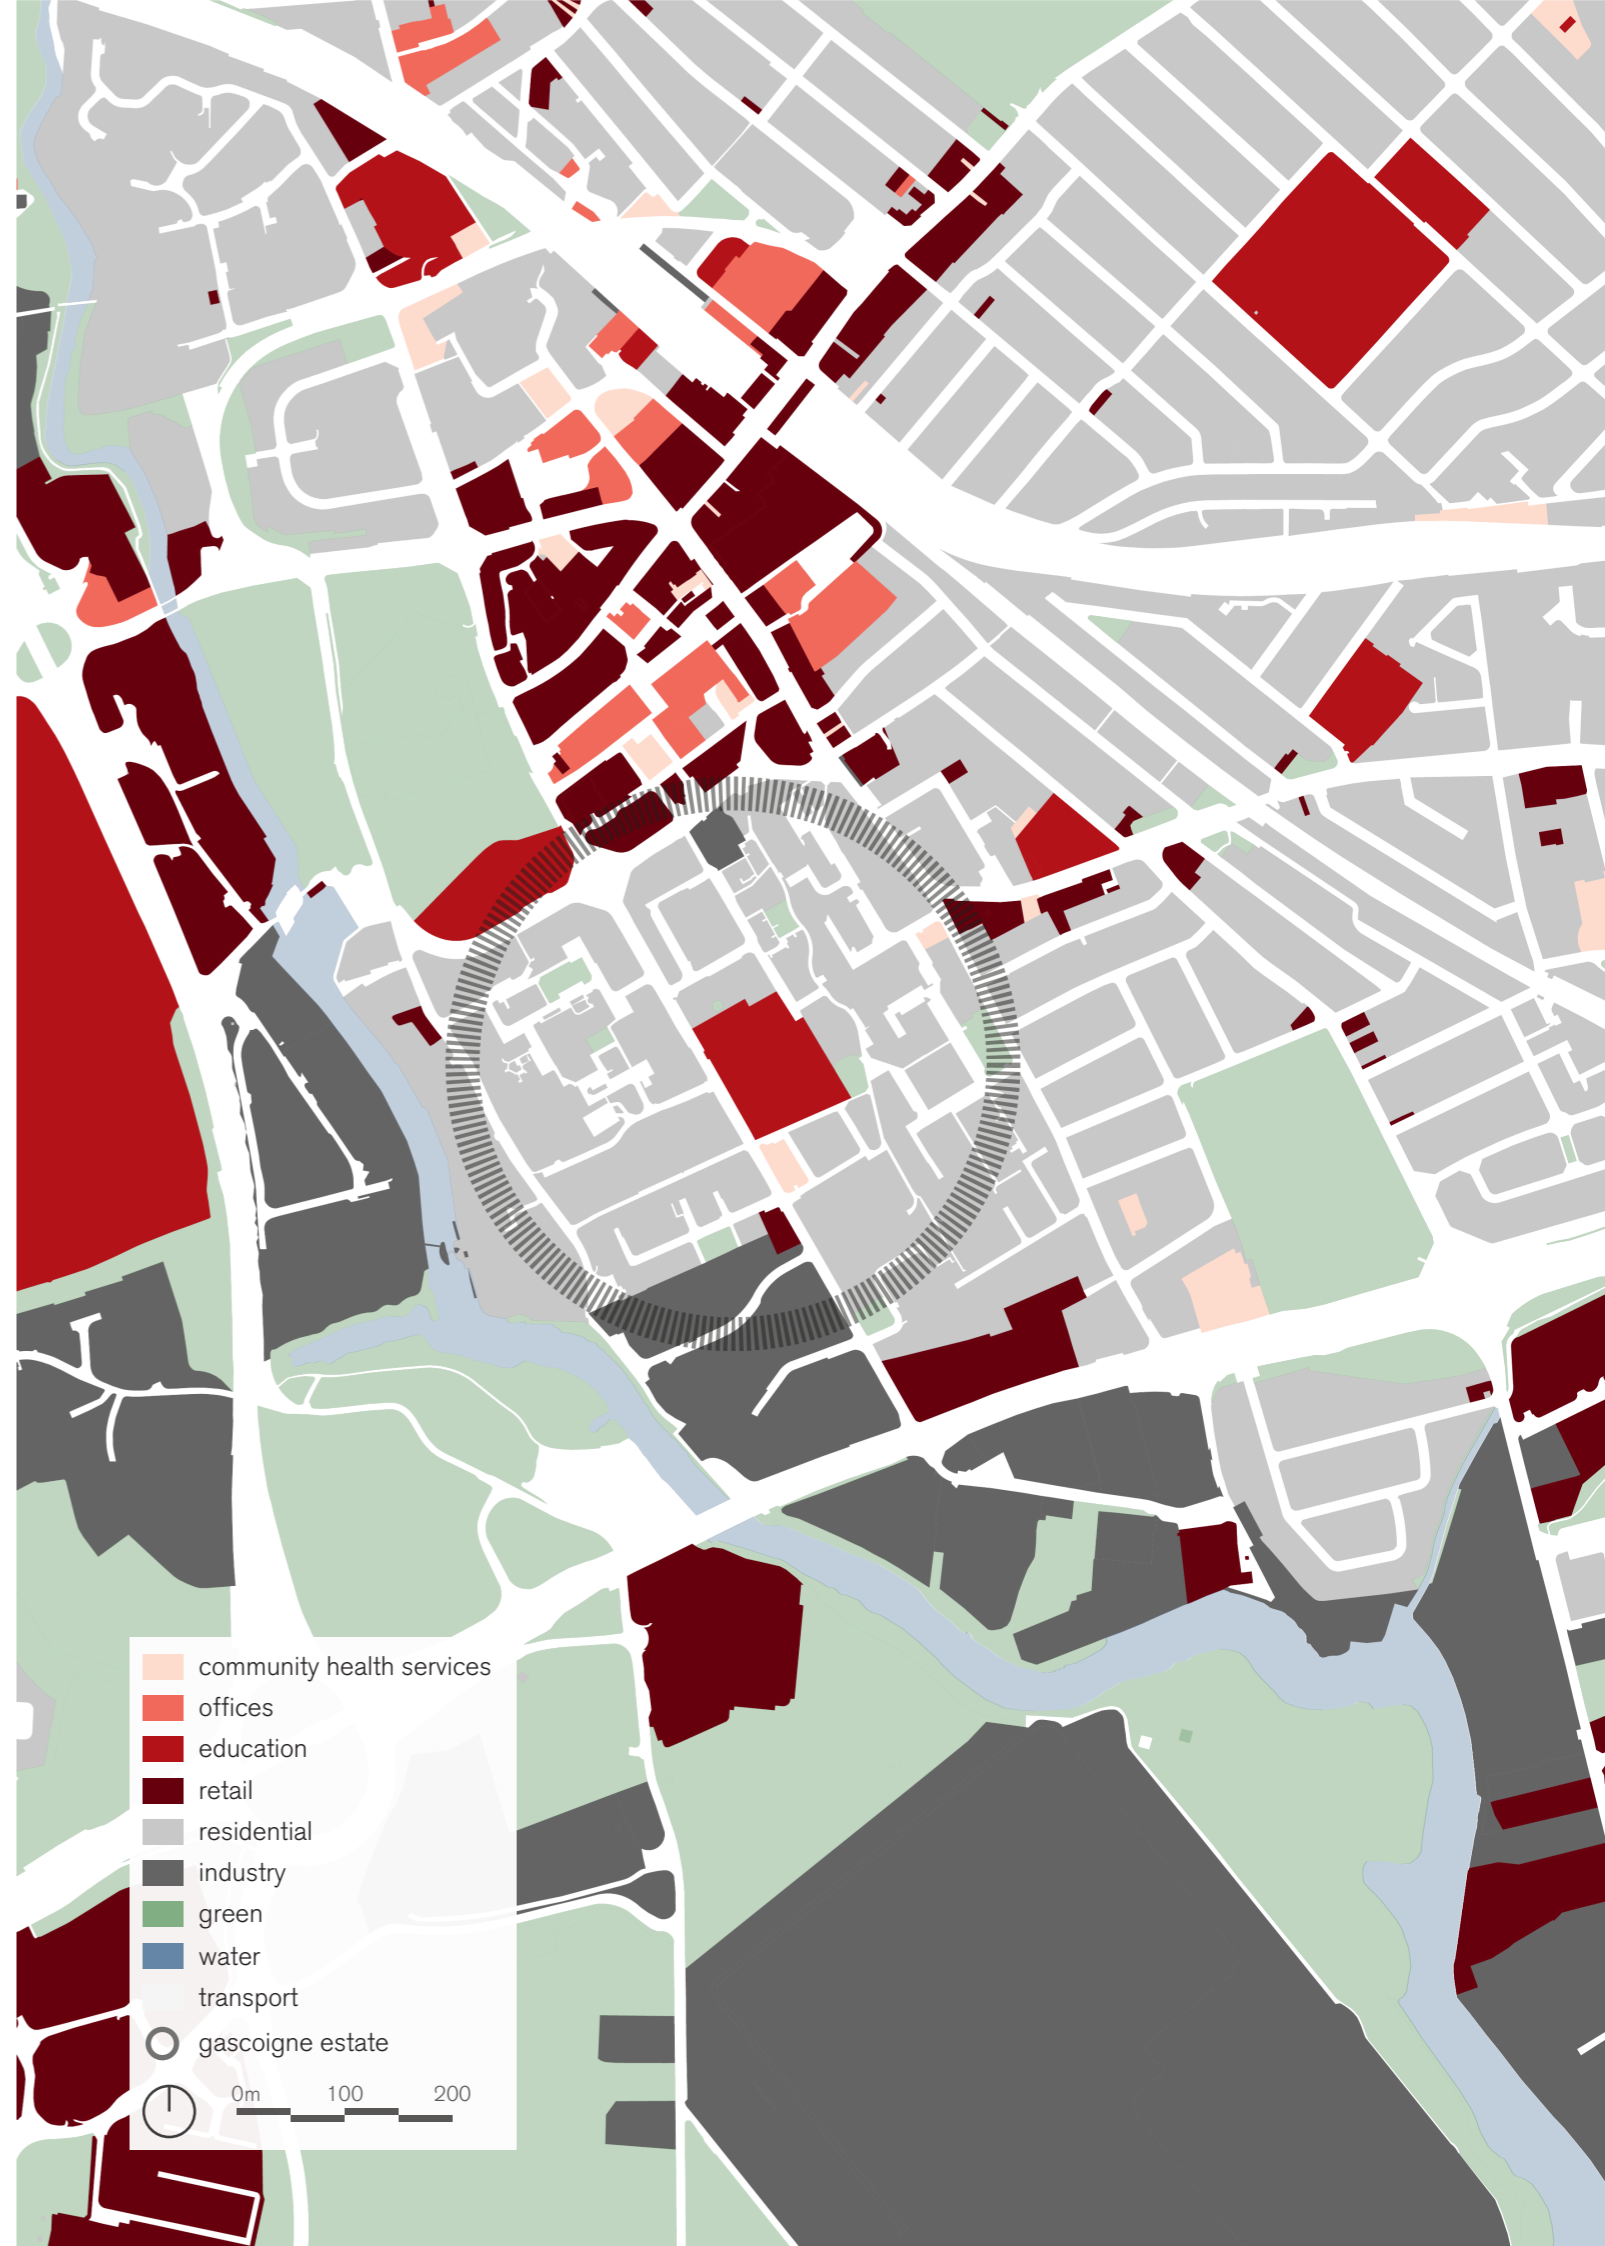 community health services
offices
education
retail
residential
industry
green
water
transport
gascoigne estate
0m 100 200